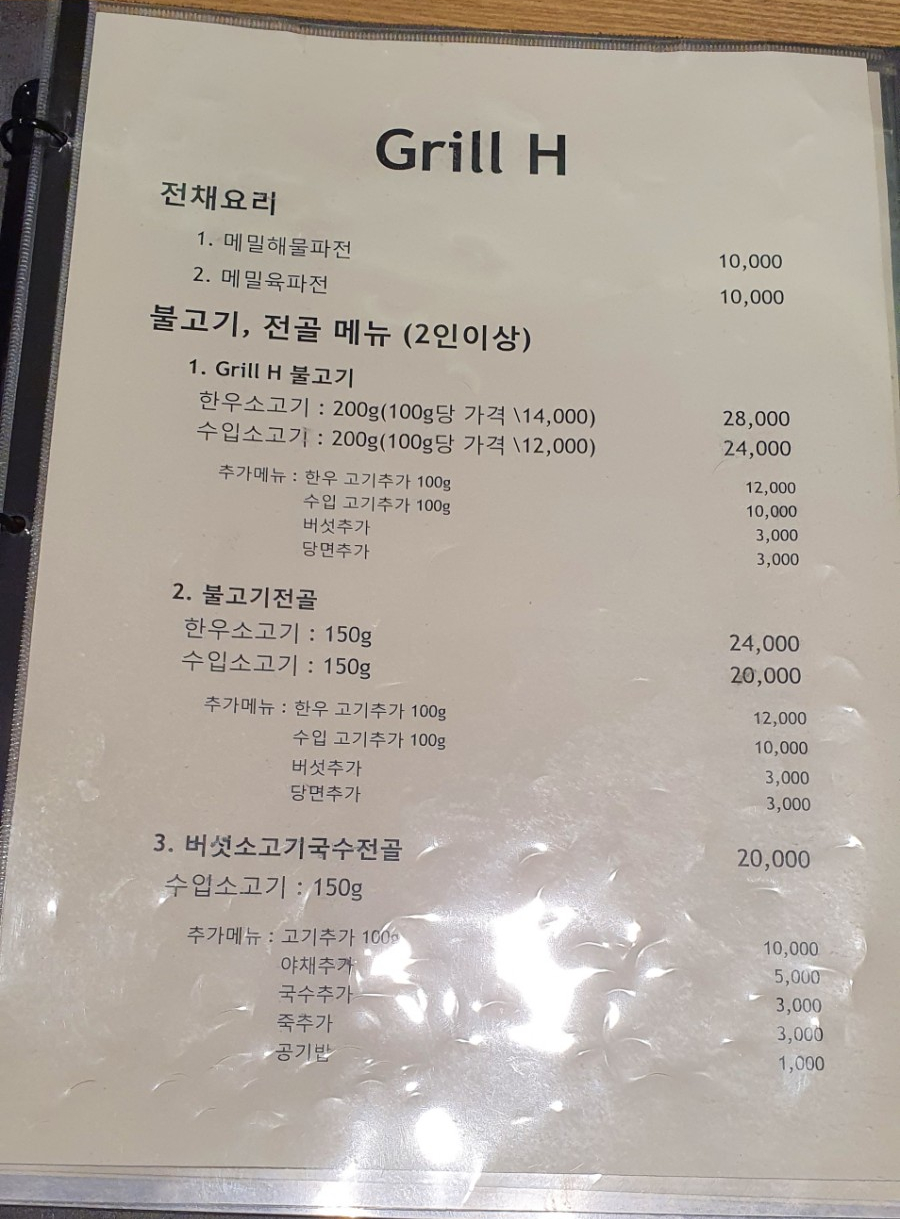 Grill H
전채요리
1. 메밀해물파전 10,000
2. 메밀육파전 10,000
불고기, 전골 메뉴 (2인이상)
1. Grill H 불고기
한우소고기 : 200g(100g당 가격 \14,000) 28,000
수입소고기 : 200g(100g당 가격 \12,000) 24,000
추가메뉴 : 한우 고기추가 100g 12,000
수입 고기추가 100g 10,000
버섯추가 3,000
당면추가 3,000
2. 불고기전골
한우소고기 : 150g 24,000
수입소고기 : 150g 20,000
추가메뉴 : 한우 고기추가 100g 12,000
수입 고기추가 100g 10,000
버섯추가 3,000
당면추가 3,000
3. 버섯소고기국수전골 20,000
수입소고기 : 150g
추가메뉴 : 고기추가 100g 10,000
야채추가 5,000
국수추가 3,000
죽추가 3,000
공기밥 1,000